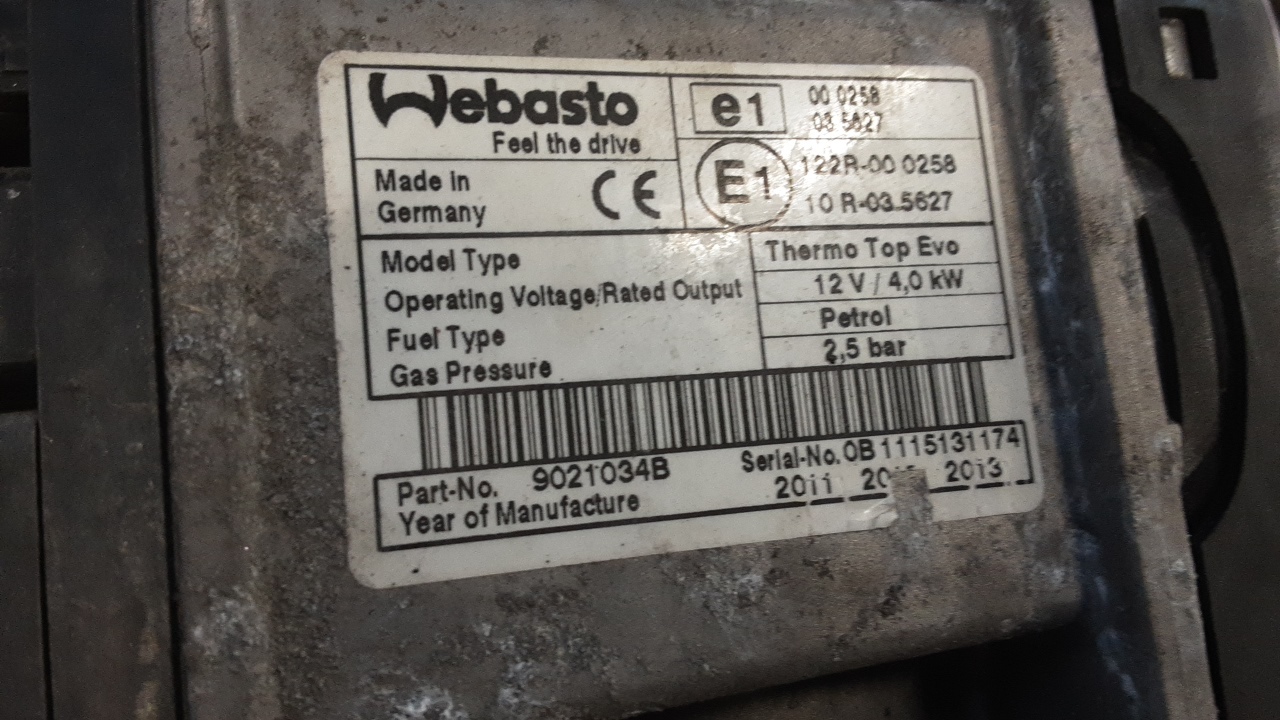 Webasto
Feel the drive
e1
00 0258
03 5627
Made in
Germany
CE
E1
122R-00 0258
10 R-03 5627
Model Type
Thermo Top Evo
Operating Voltage/Rated Output
12 V / 4,0 kW
Fuel Type
Petrol
Gas Pressure
2,5 bar
Part-No. 9021034B
Serial-No. OB 1115131174
Year of Manufacture
2011 2013